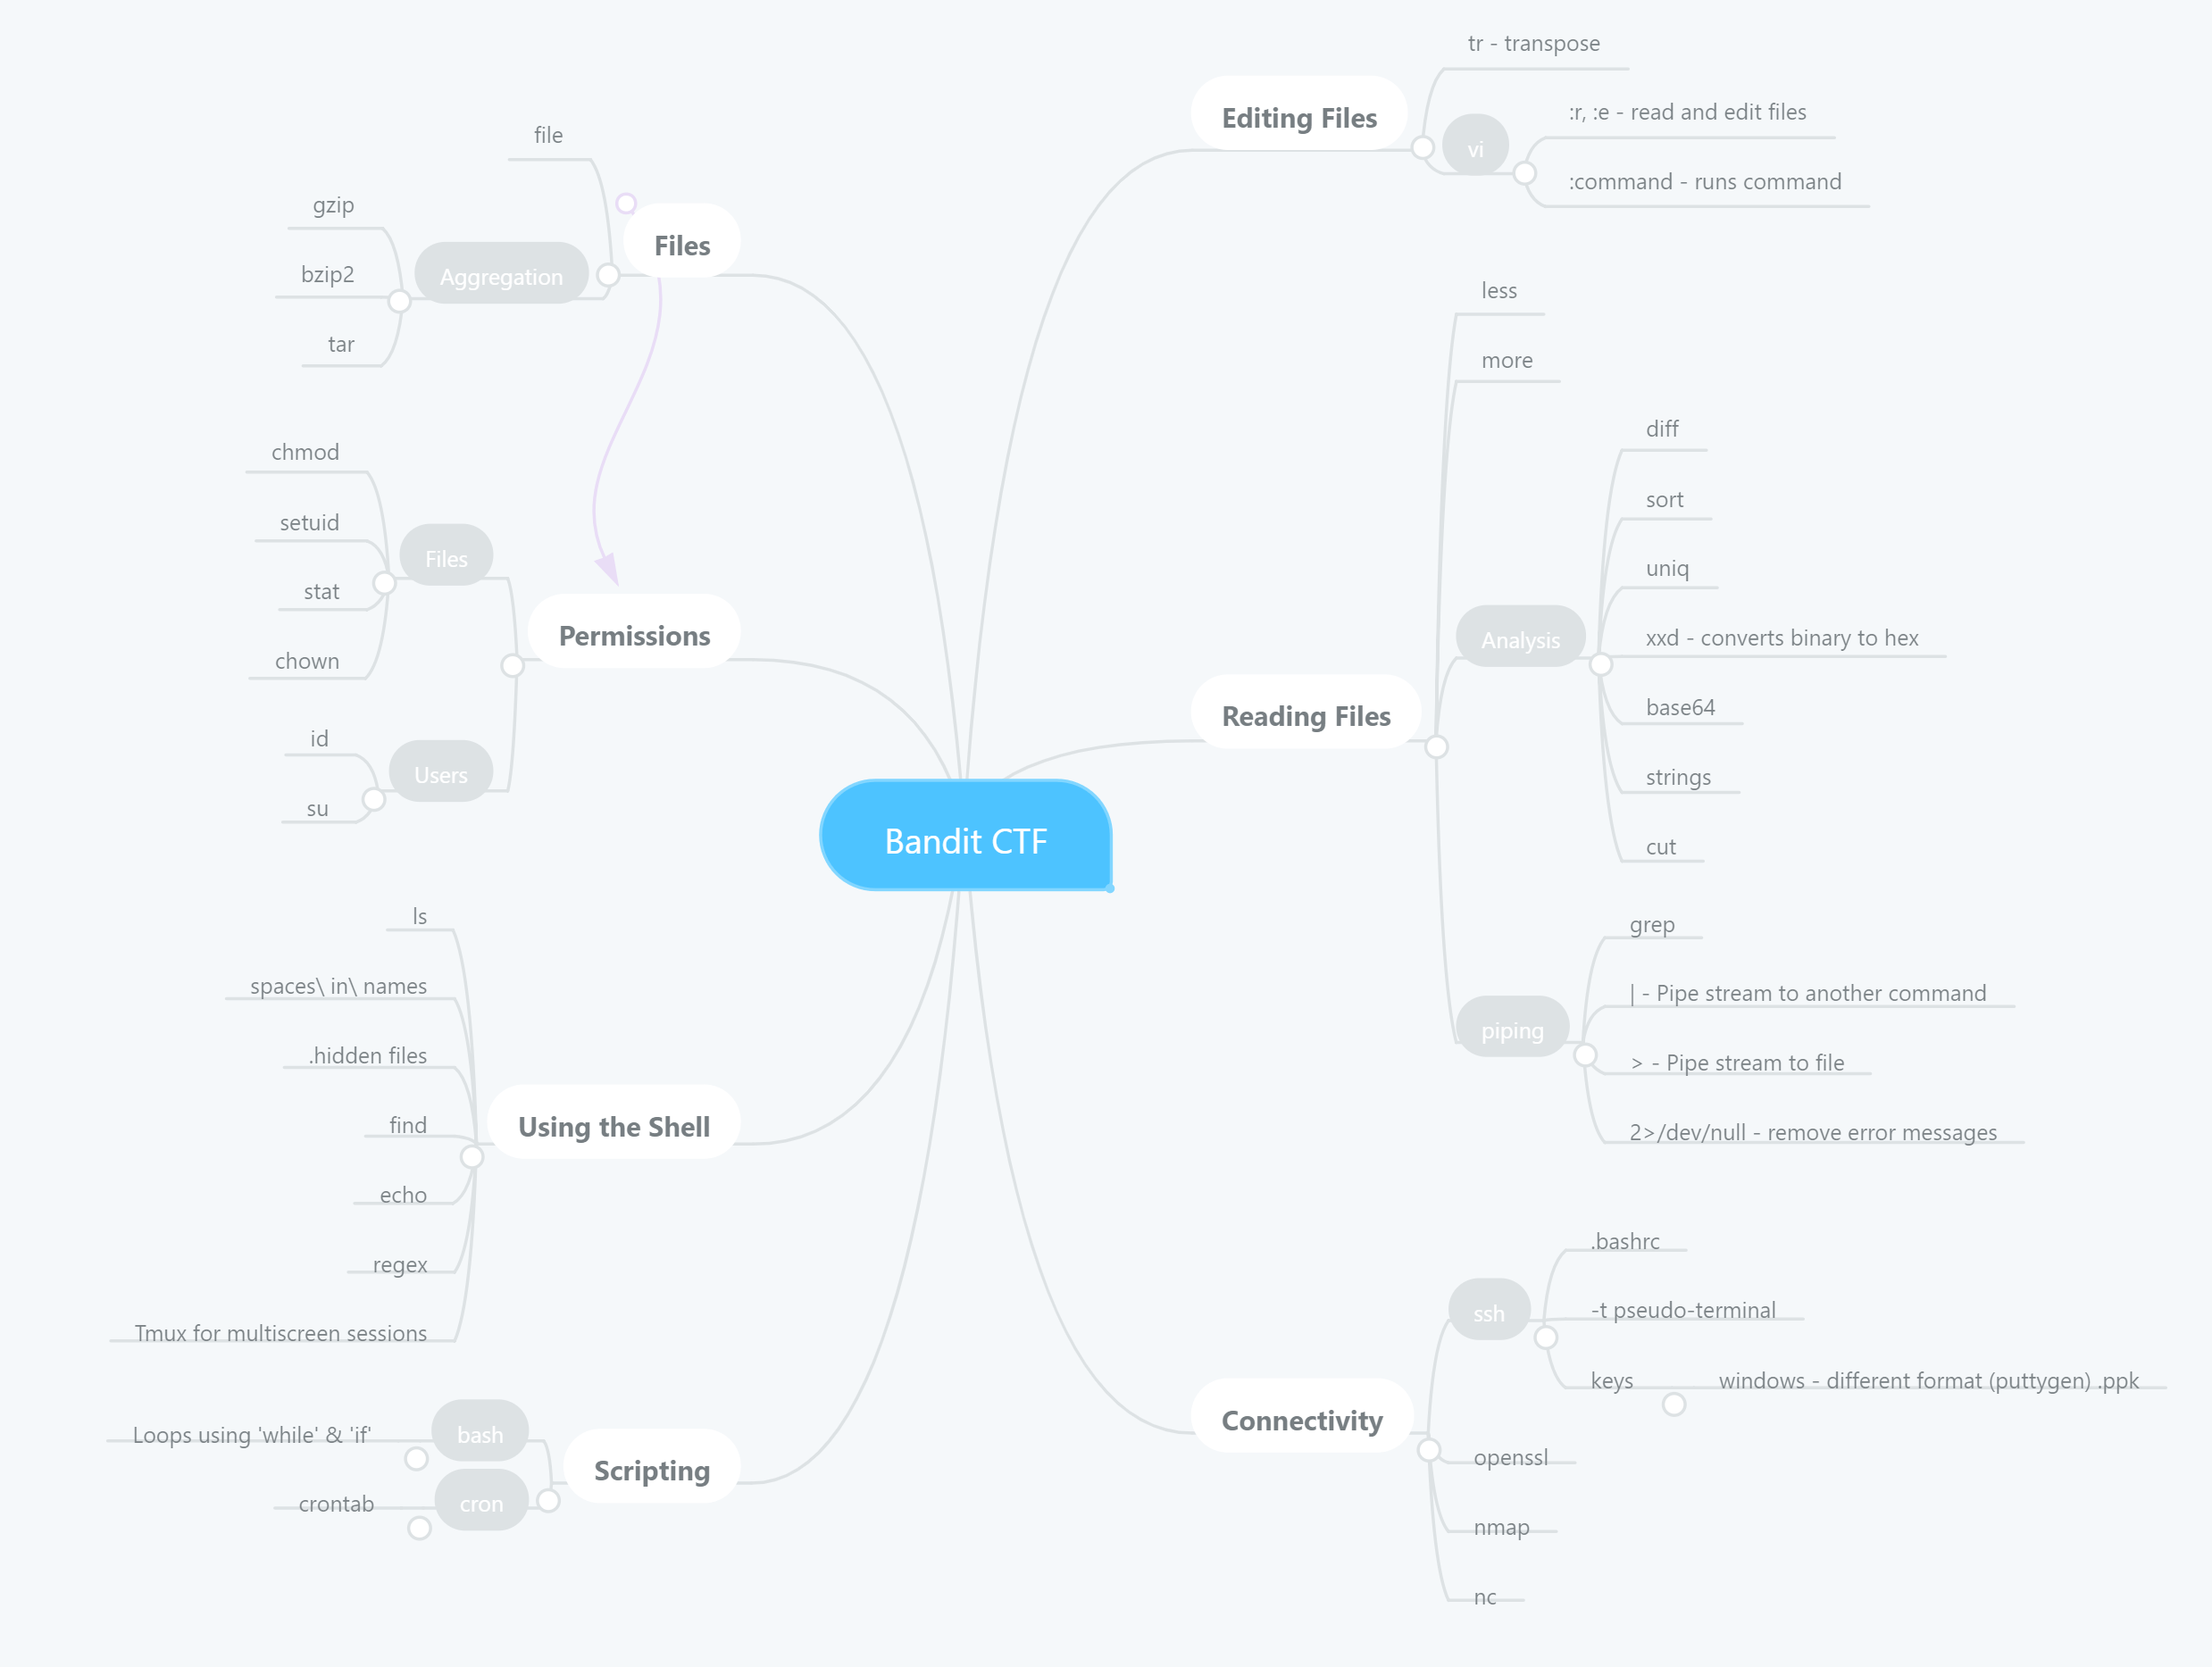 Bandit CTF
Editing Files
tr - transpose
vi
:r, :e - read and edit files
:command - runs command
Reading Files
less
more
Analysis
diff
sort
uniq
xxd - converts binary to hex
base64
strings
cut
piping
grep
| - Pipe stream to another command
> - Pipe stream to file
2>/dev/null - remove error messages
Connectivity
ssh
.bashrc
-t pseudo-terminal
keys
windows - different format (puttygen) .ppk
openssl
nmap
nc
Files
file
Aggregation
gzip
bzip2
tar
Permissions
Files
chmod
setuid
stat
chown
Users
id
su
Using the Shell
ls
spaces\ in\ names
.hidden files
find
echo
regex
Tmux for multiscreen sessions
Scripting
bash
Loops using 'while' & 'if'
cron
crontab